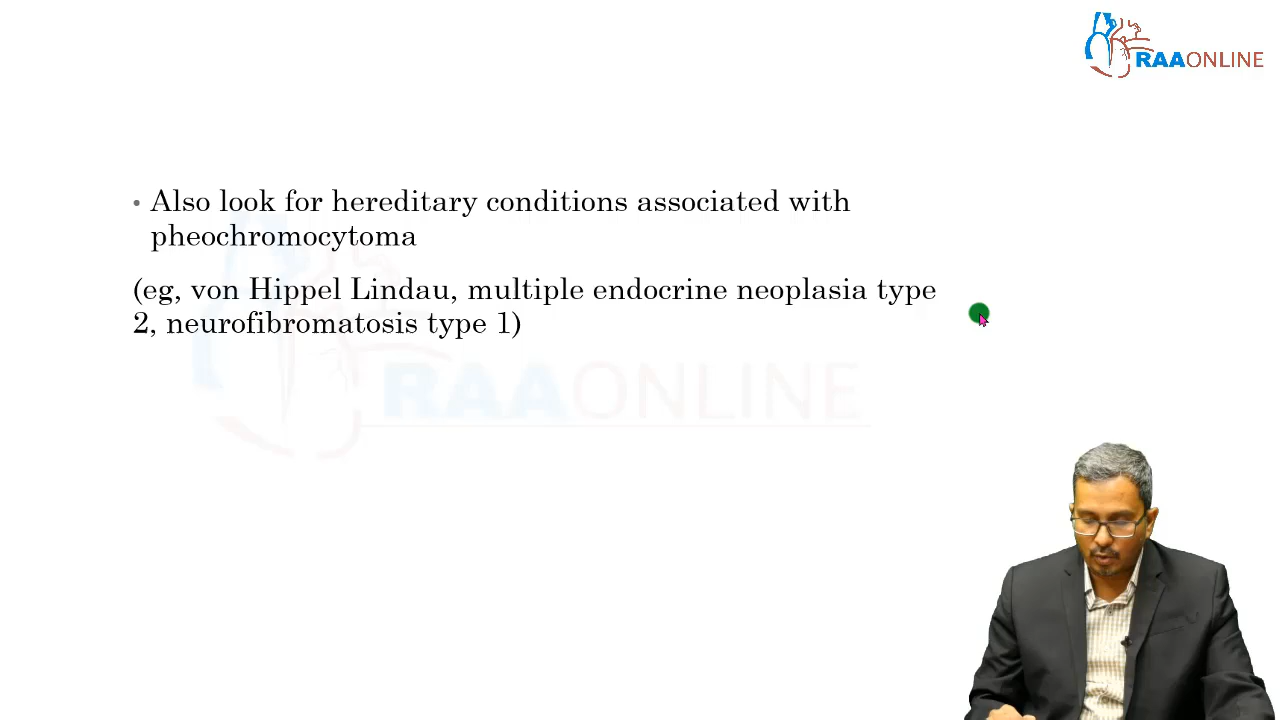 RAAONLINE
• Also look for hereditary conditions associated with
pheochromocytoma
(eg, von Hippel Lindau, multiple endocrine neoplasia type
2, neurofibromatosis type 1)
RAAONLINE